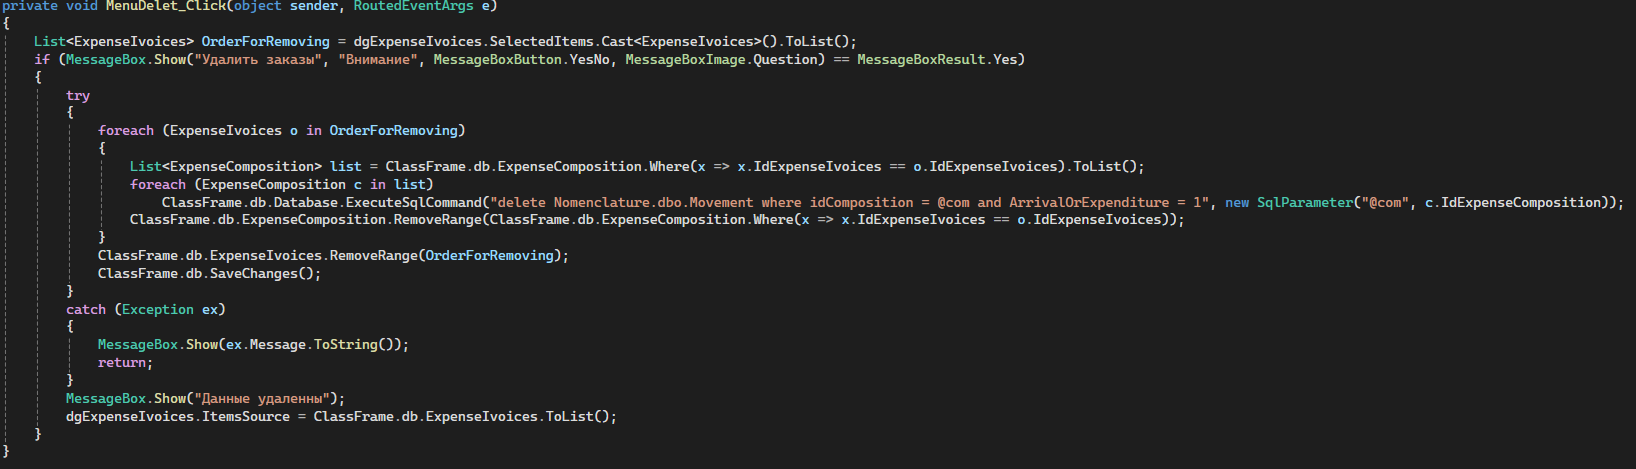 private void MenuDelet_Click(object sender, RoutedEventArgs e)
{
List<ExpenseIvoices> OrderForRemoving = dgExpenseIvoices.SelectedItems.Cast<ExpenseIvoices>().ToList();
if (MessageBox.Show("Удалить заказы", "Внимание", MessageBoxButton.YesNo, MessageBoxImage.Question) == MessageBoxResult.Yes)
{
try
{
foreach (ExpenseIvoices o in OrderForRemoving)
{
List<ExpenseComposition> list = ClassFrame.db.ExpenseComposition.Where(x => x.IdExpenseIvoices == o.IdExpenseIvoices).ToList();
foreach (ExpenseComposition c in list)
ClassFrame.db.Database.ExecuteSqlCommand("delete Nomenclature.dbo.Movement where idComposition = @com and ArrivalOrExpenditure = 1", new SqlParameter("@com", c.IdExpenseComposition));
ClassFrame.db.ExpenseComposition.RemoveRange(ClassFrame.db.ExpenseComposition.Where(x => x.IdExpenseIvoices == o.IdExpenseIvoices));
}
ClassFrame.db.ExpenseIvoices.RemoveRange(OrderForRemoving);
ClassFrame.db.SaveChanges();
}
catch (Exception ex)
{
MessageBox.Show(ex.Message.ToString());
return;
}
MessageBox.Show("Данные удаленны");
dgExpenseIvoices.ItemsSource = ClassFrame.db.ExpenseIvoices.ToList();
}
}